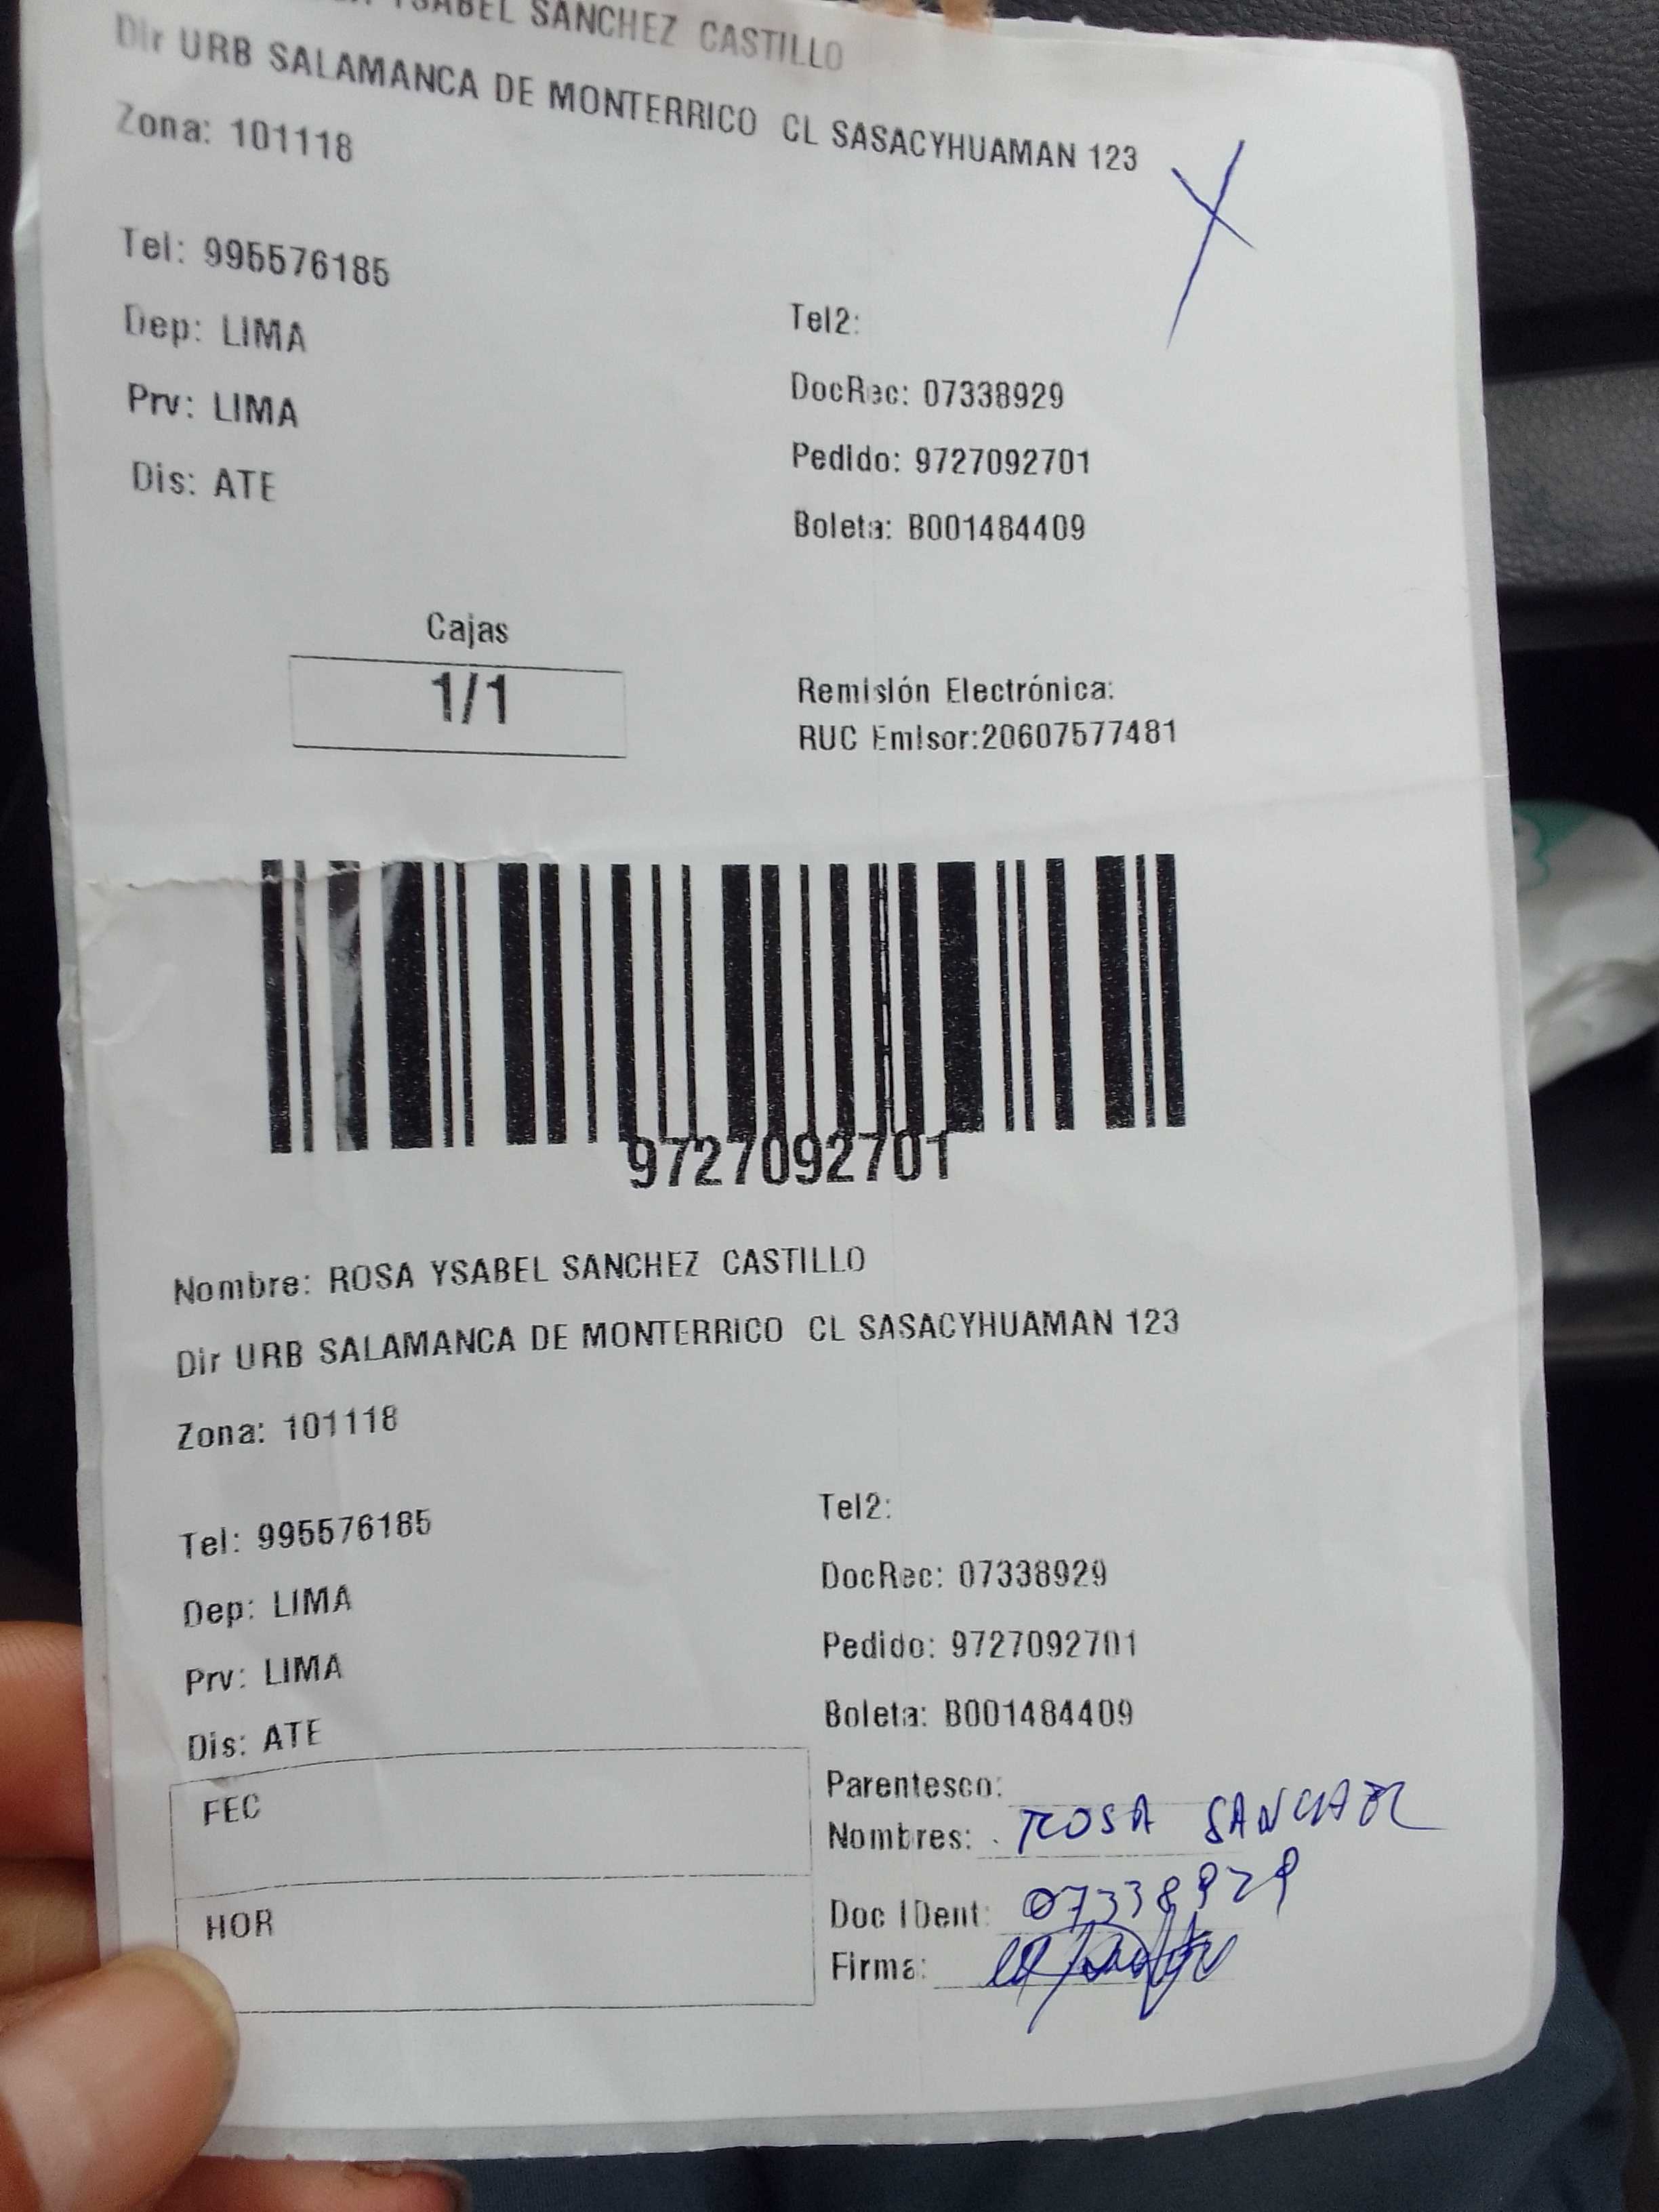 YSABEL SANCHEZ CASTILLO
Dir URB SALAMANCA DE MONTERRICO CL SASACYHUAMAN 123
Zona: 101118
Tel: 995576185
Tel2:
Dep: LIMA
DocRec: 07338929
Prv: LIMA
Pedido: 9727092701
Dis: ATE
Boleta: B001484409
Cajas
1/1
Remisión Electrónica:
RUC Emisor:20607577481
9727092701
Nombre: ROSA YSABEL SANCHEZ CASTILLO
Dir URB SALAMANCA DE MONTERRICO CL SASACYHUAMAN 123
Zona: 101118
Tel: 995576185
Tel2:
Dep: LIMA
DocRec: 07338929
Prv: LIMA
Pedido: 9727092701
Dis: ATE
Boleta: B001484409
FEC
Parentesco:
Nombres: ROSA SANCHEZ
HOR
Doc IDent: 07338929
Firma: